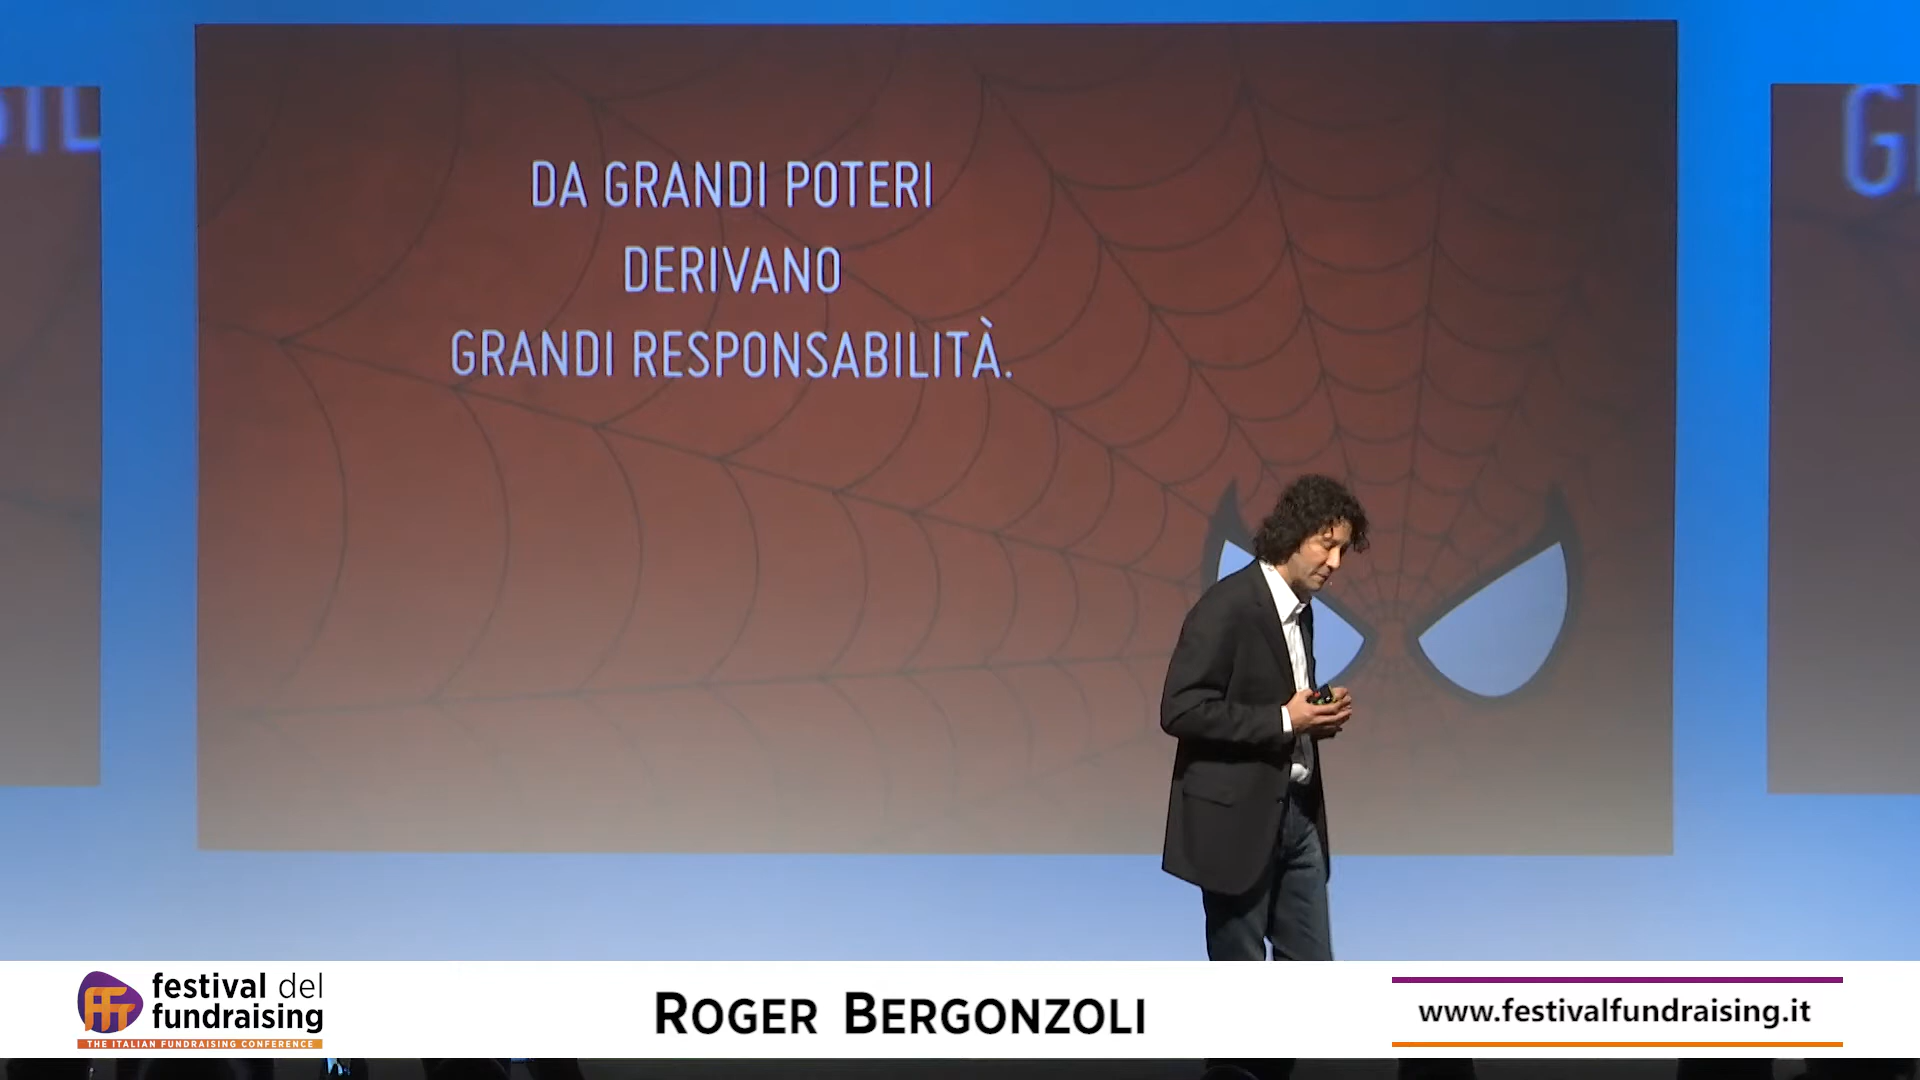 DA GRANDI POTERI
DERIVANO
GRANDI RESPONSABILITÀ.
festival del
fundraising
THE ITALIAN FUNDRAISING CONFERENCE
ROGER BERGONZOLI
www.festivalfundraising.it